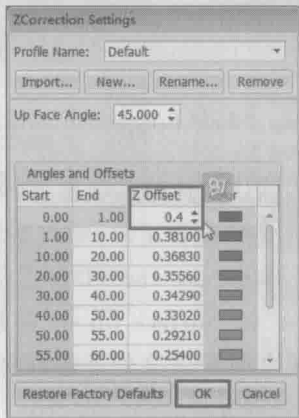 ZCorrection Settings
Profile Name: Default
Import... New... Rename... Remove
Up Face Angle: 45.000
Angles and Offsets
Start End Z Offset
0.00 1.00 0.4
1.00 10.00 0.38100
10.00 20.00 0.36830
20.00 30.00 0.35560
30.00 40.00 0.34290
40.00 50.00 0.33020
50.00 55.00 0.29210
55.00 60.00 0.25400
Restore Factory Defaults OK Cancel